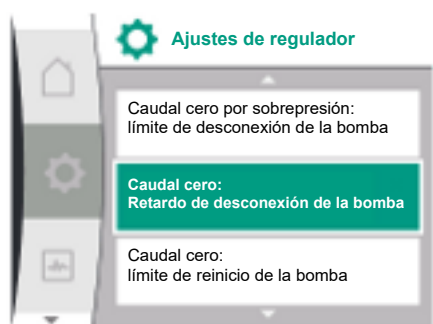 Ajustes de regulador
Caudal cero por sobrepresión:
límite de desconexión de la bomba
Caudal cero:
Retardo de desconexión de la bomba
Caudal cero:
límite de reinicio de la bomba